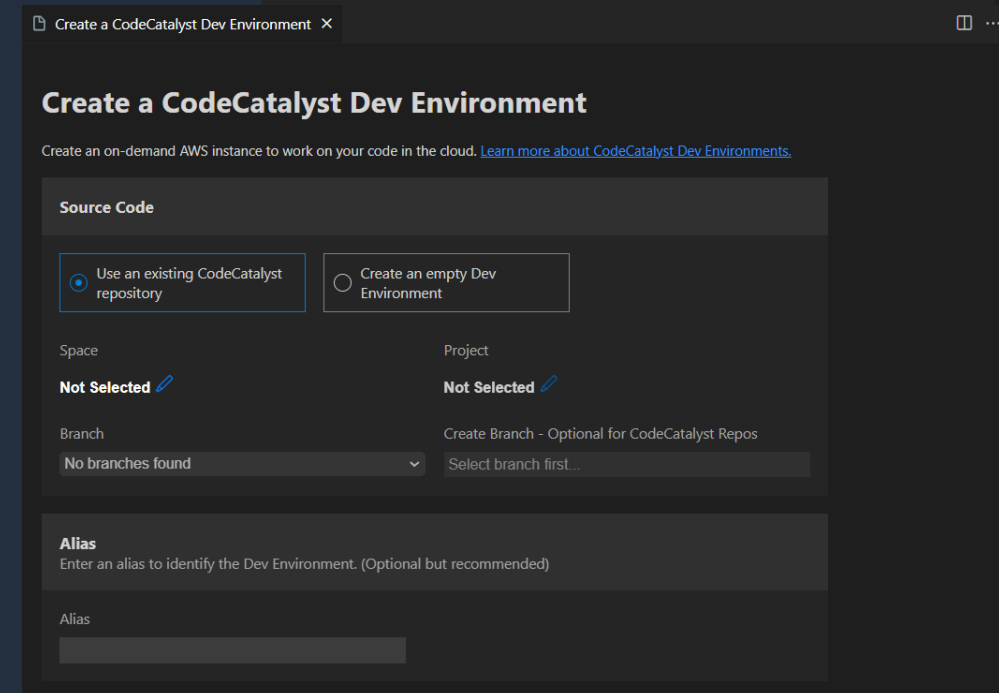 Create a CodeCatalyst Dev Environment
Create a CodeCatalyst Dev Environment
Create an on-demand AWS instance to work on your code in the cloud. Learn more about CodeCatalyst Dev Environments.
Source Code
Use an existing CodeCatalyst
repository
Create an empty Dev
Environment
Space
Project
Not Selected
Not Selected
Branch
Create Branch - Optional for CodeCatalyst Repos
No branches found
Select branch first...
Alias
Enter an alias to identify the Dev Environment. (Optional but recommended)
Alias